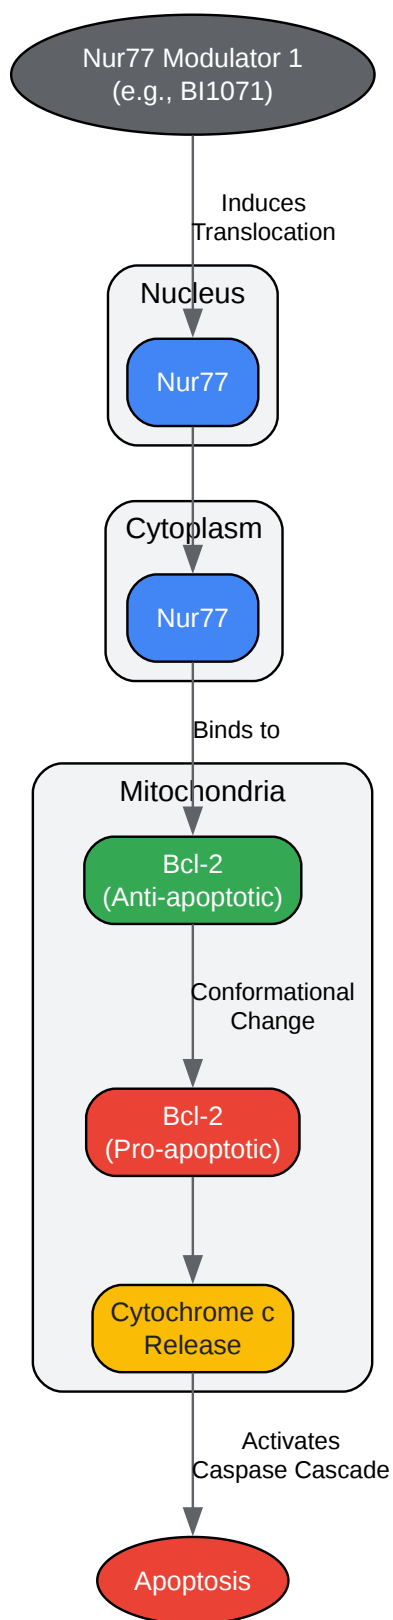 Nur77 Modulator 1
(e.g., BI1071)
Induces
Translocation
Nucleus
Nur77
Cytoplasm
Nur77
Binds to
Mitochondria
Bcl-2
(Anti-apoptotic)
Conformational
Change
Bcl-2
(Pro-apoptotic)
Cytochrome c
Release
Activates
Caspase Cascade
Apoptosis